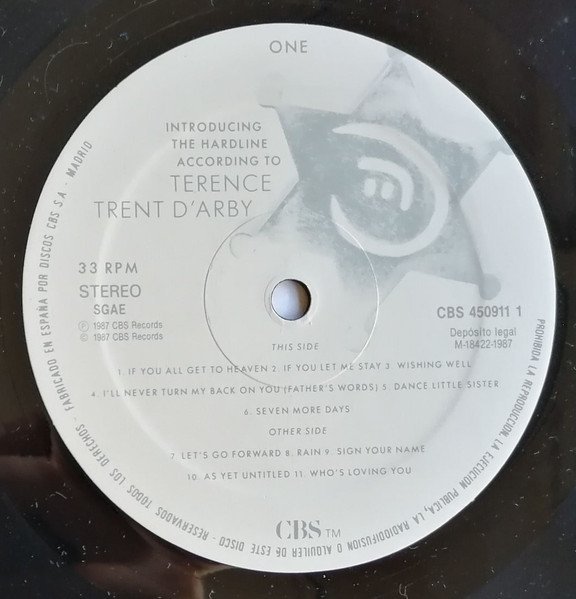 ONE
INTRODUCING
THE HARDLINE
ACCORDING TO
TERENCE
TRENT D'ARBY
33 RPM
STEREO
SGAE
Ⓟ 1987 CBS Records
© 1987 CBS Records
CBS 450911 1
Depósito legal
M-18422-1987
THIS SIDE
1. IF YOU ALL GET TO HEAVEN 2. IF YOU LET ME STAY 3. WISHING WELL
4. I'LL NEVER TURN MY BACK ON YOU (FATHER'S WORDS) 5. DANCE LITTLE SISTER
6. SEVEN MORE DAYS
OTHER SIDE
7 LET'S GO FORWARD 8. RAIN 9. SIGN YOUR NAME
10. AS YET UNTITLED 11. WHO'S LOVING YOU
CBS TM
PROHIBIDA LA REPRODUCCION, LA EJECUCION PUBLICA, LA RADIODIFUSION O ALQUILER DE ESTE DISCO - RESERVADOS TODOS LOS DERECHOS - FABRICADO EN ESPAÑA POR DISCOS CBS S.A. - MADRID